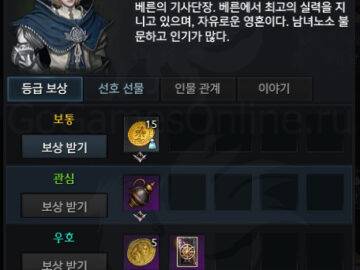 베른의 기사단장. 베른에서 최고의 실력을 지
니고 있으며, 자유로운 영혼이다. 남녀노소 불
문하고 인기가 많다.
등급 보상 선호 선물 인물 관계 이야기
보통
15
보상 받기
관심
보상 받기
우호
5
보상 받기